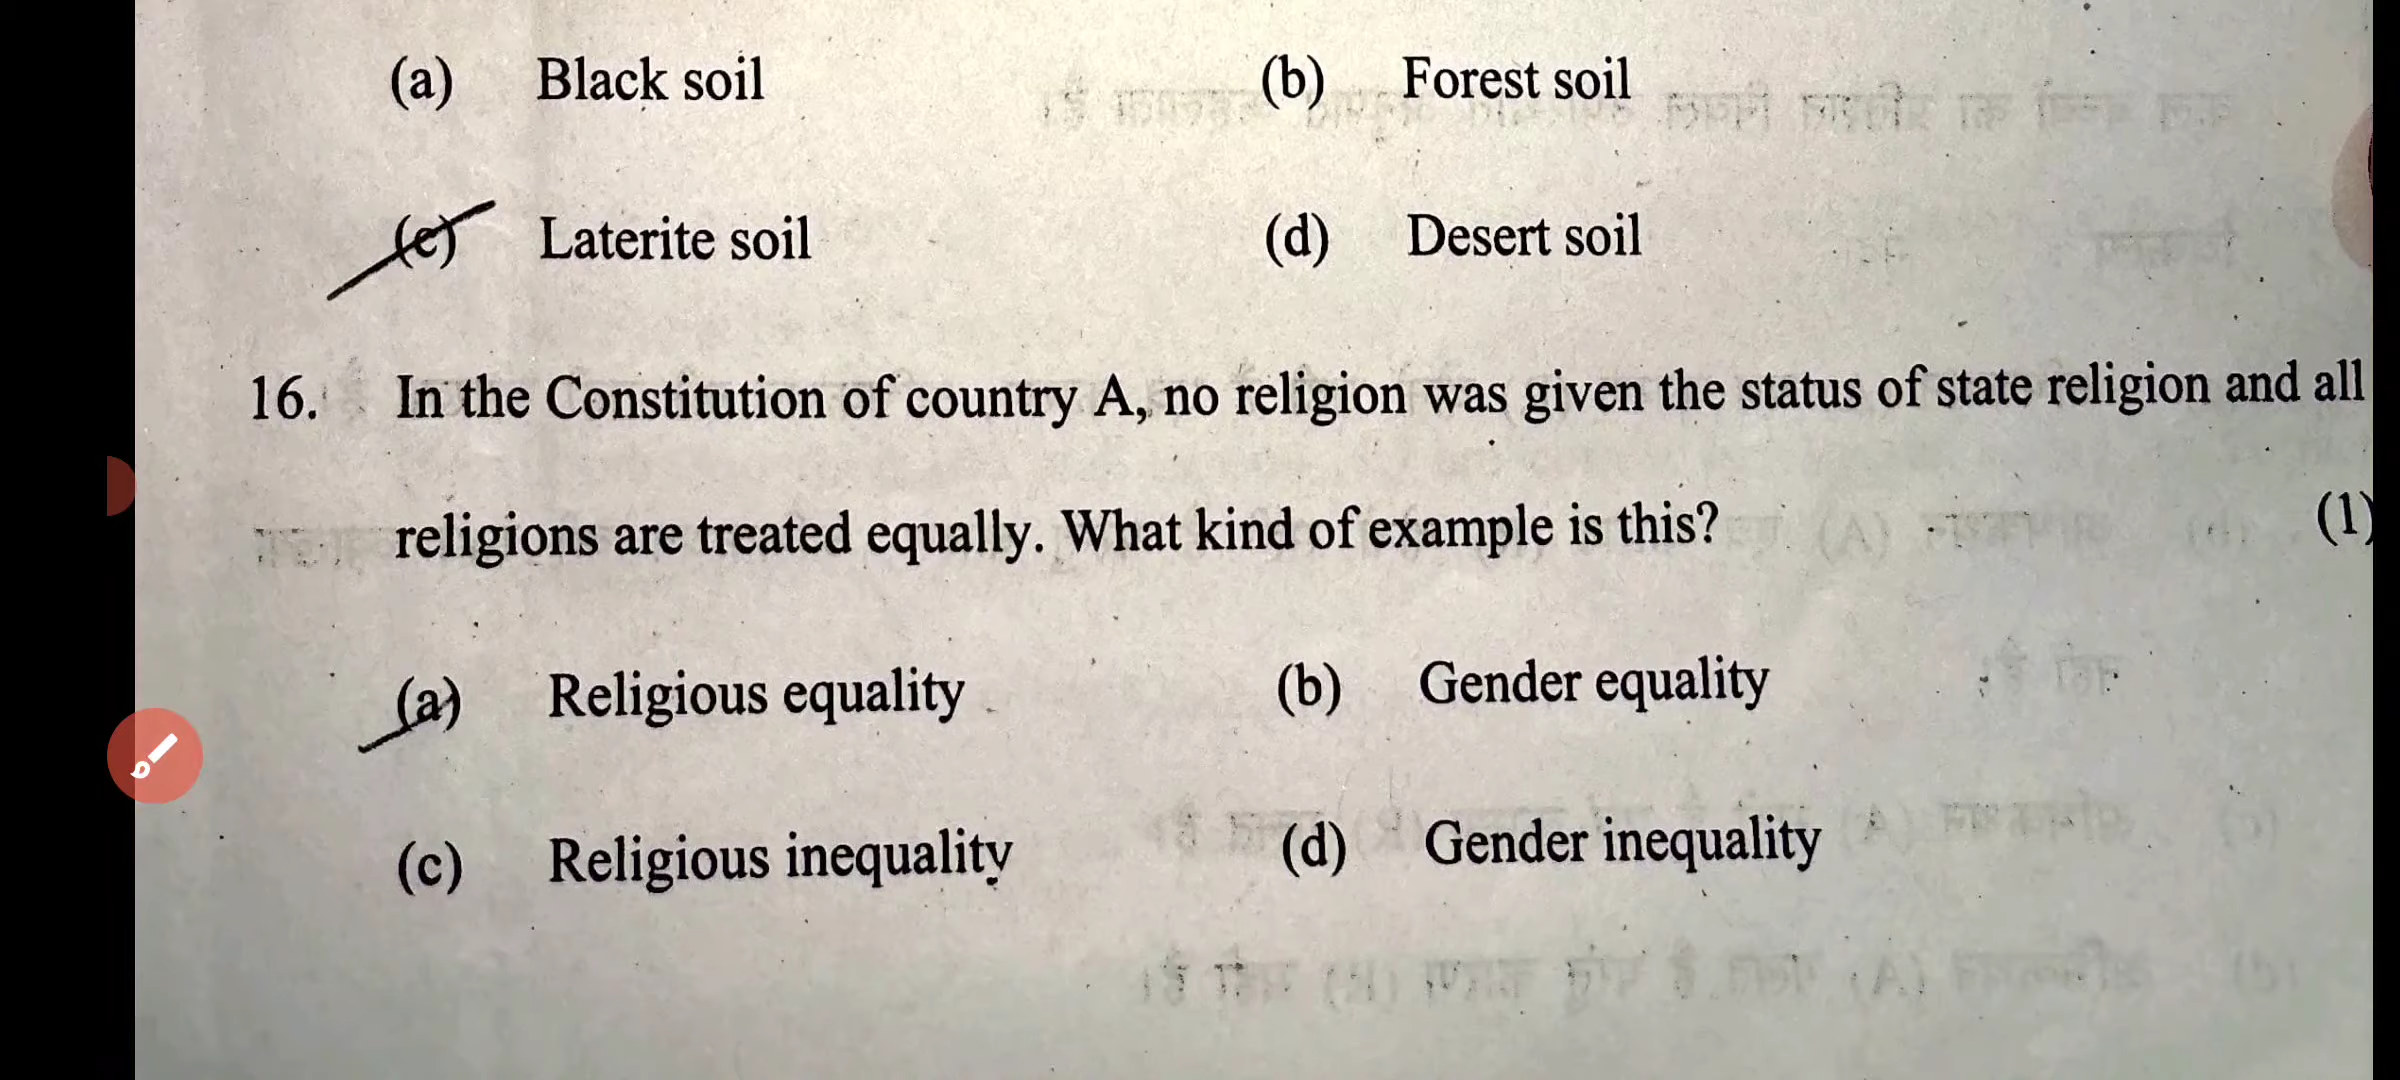 (a) Black soil (b) Forest soil
(c) Laterite soil (d) Desert soil
16. In the Constitution of country A, no religion was given the status of state religion and all
religions are treated equally. What kind of example is this? (1)
(a) Religious equality (b) Gender equality
(c) Religious inequality (d) Gender inequality